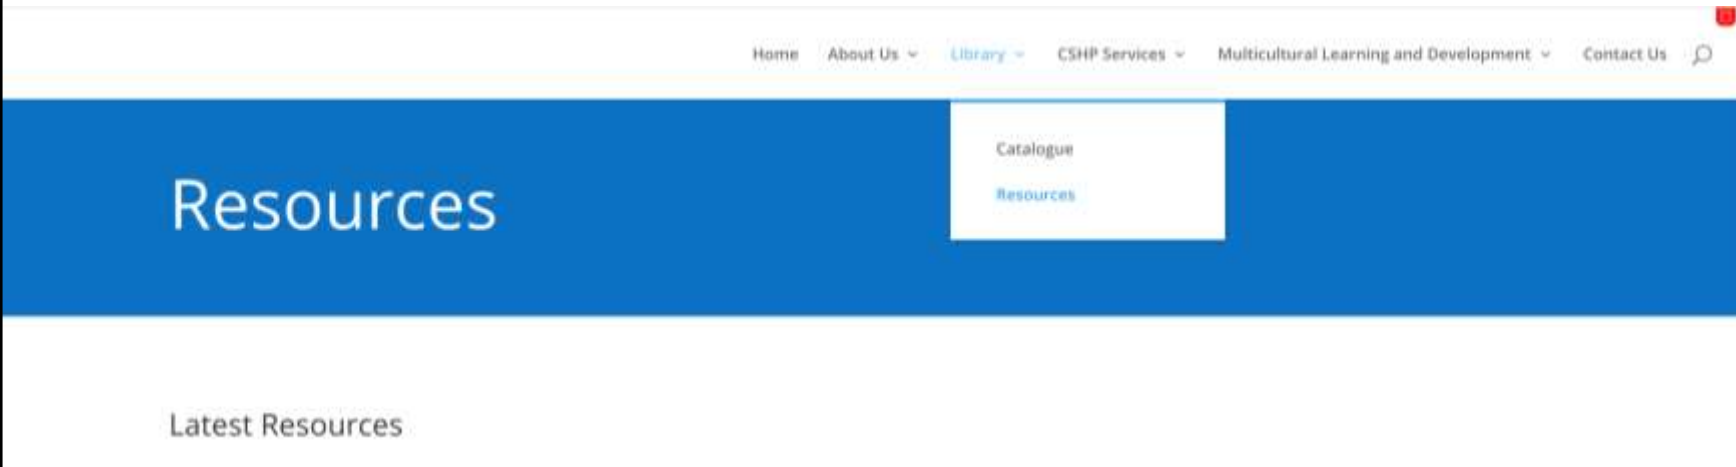 Home About Us Library CSHP Services Multicultural Learning and Development Contact Us
Catalogue
Resources
Resources
Latest Resources